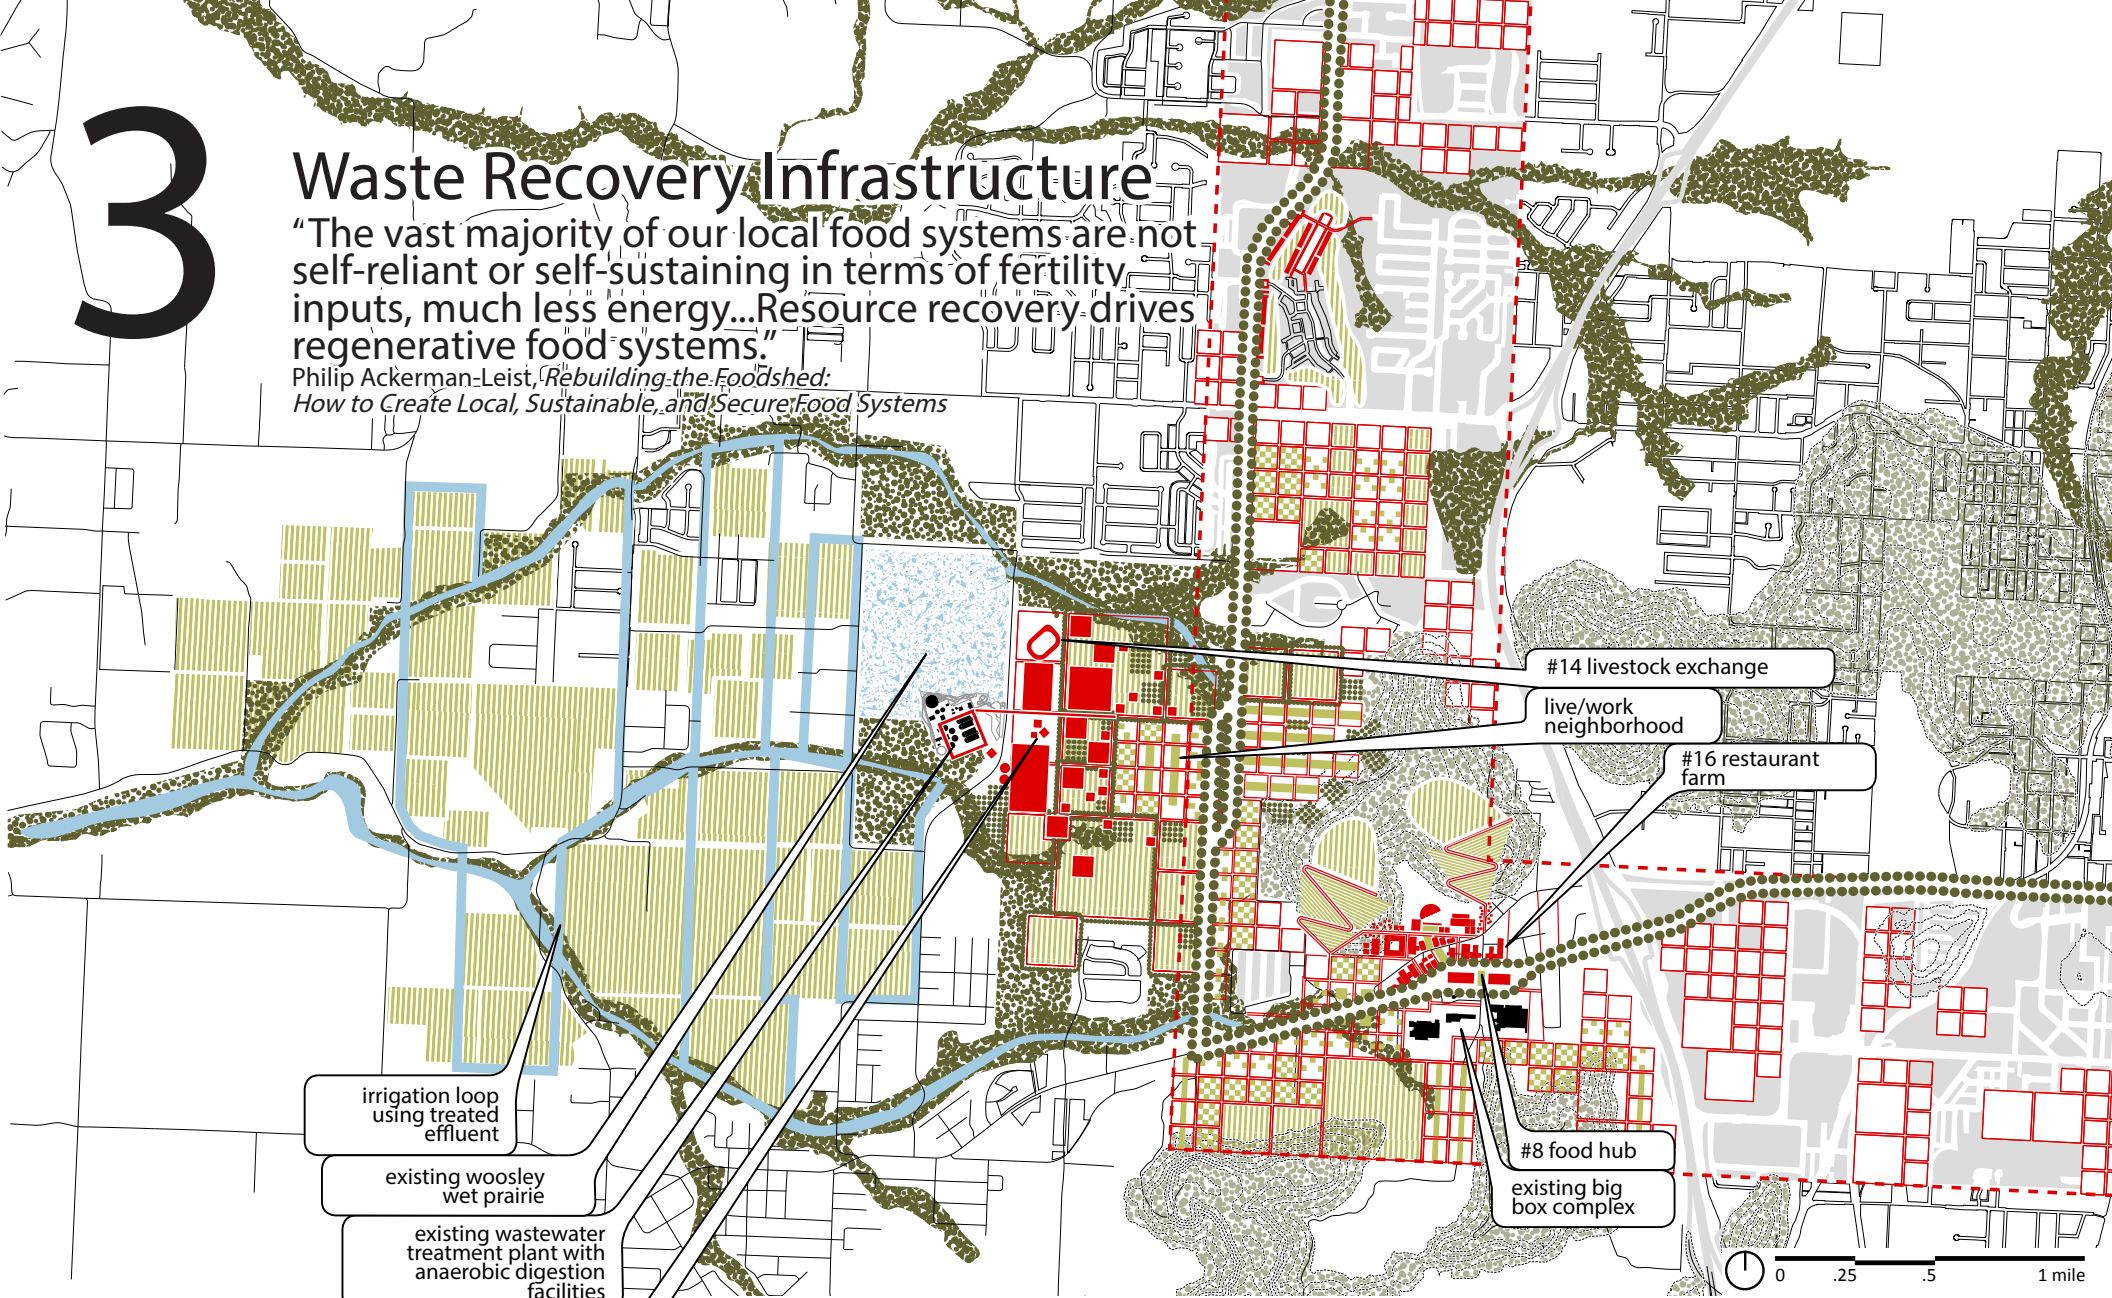 3
Waste Recovery Infrastructure
“The vast majority of our local food systems are not
self-reliant or self-sustaining in terms of fertility
inputs, much less energy...Resource recovery drives
regenerative food systems.”
Philip Ackerman-Leist, Rebuilding the Foodshed:
How to Create Local, Sustainable, and Secure Food Systems
#14 livestock exchange
live/work
neighborhood
#16 restaurant
farm
irrigation loop
using treated
effluent
existing woosley
wet prairie
existing wastewater
treatment plant with
anaerobic digestion
facilities
#8 food hub
existing big
box complex
0 .25 .5 1 mile